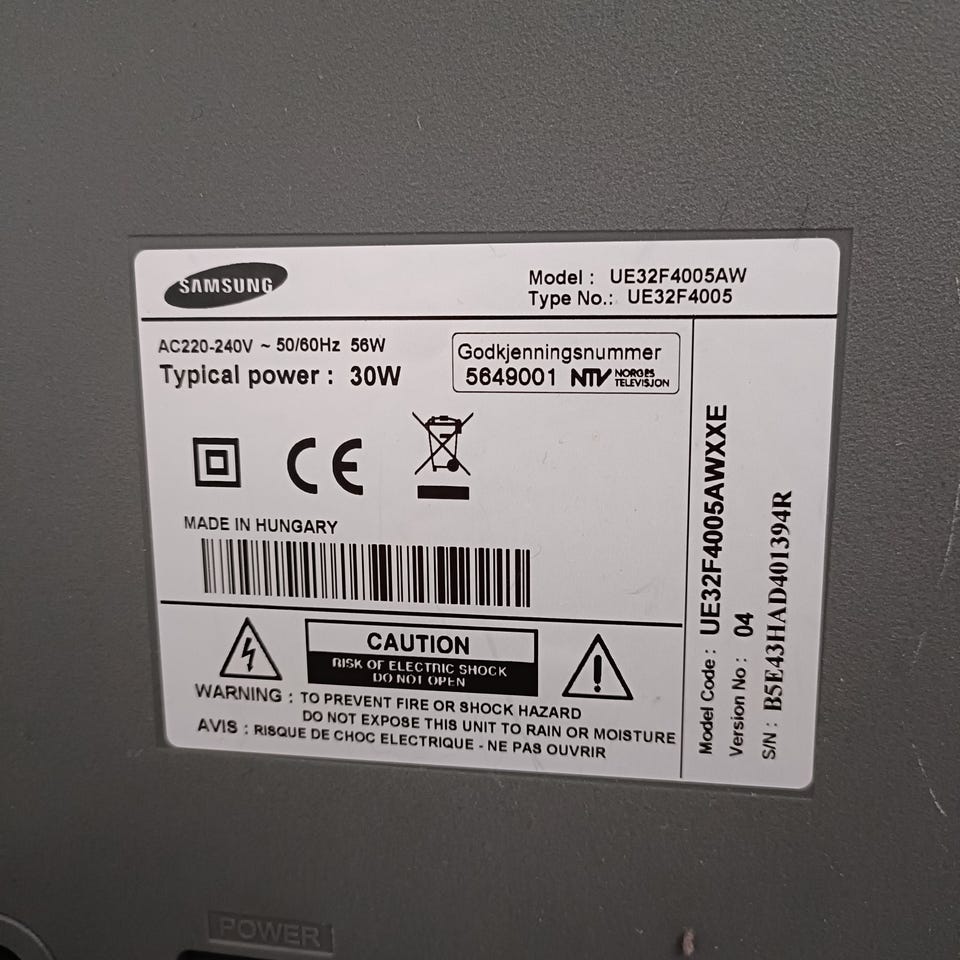 SAMSUNG
Model : UE32F4005AW
Type No.: UE32F4005
AC220-240V ~ 50/60Hz 56W
Typical power : 30W
Godkjenningsnummer
5649001 NTV NORGES TELEVISJON
CE
MADE IN HUNGARY
CAUTION
RISK OF ELECTRIC SHOCK
DO NOT OPEN
WARNING : TO PREVENT FIRE OR SHOCK HAZARD
DO NOT EXPOSE THIS UNIT TO RAIN OR MOISTURE
AVIS : RISQUE DE CHOC ELECTRIQUE - NE PAS OUVRIR
Model Code : UE32F4005AWXXE
Version No : 04
S/N : B5E43HAD401394R
POWER